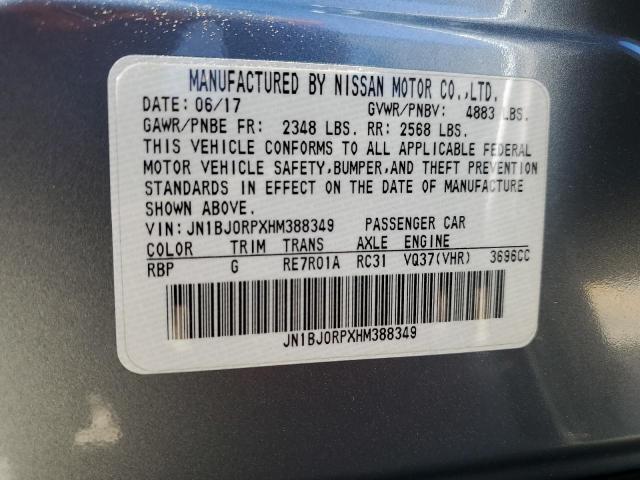 MANUFACTURED BY NISSAN MOTOR CO.,LTD.
DATE: 06/17 GVWR/PNBV: 4883 LBS.
GAWR/PNBE FR: 2348 LBS. RR: 2568 LBS.
THIS VEHICLE CONFORMS TO ALL APPLICABLE FEDERAL
MOTOR VEHICLE SAFETY,BUMPER,AND THEFT PREVENTION
STANDARDS IN EFFECT ON THE DATE OF MANUFACTURE
SHOWN ABOVE.
VIN: JN1BJ0RPXHM388349 PASSENGER CAR
COLOR TRIM TRANS AXLE ENGINE
RBP G RE7R01A RC31 VQ37(VHR) 3696CC
JN1BJ0RPXHM388349